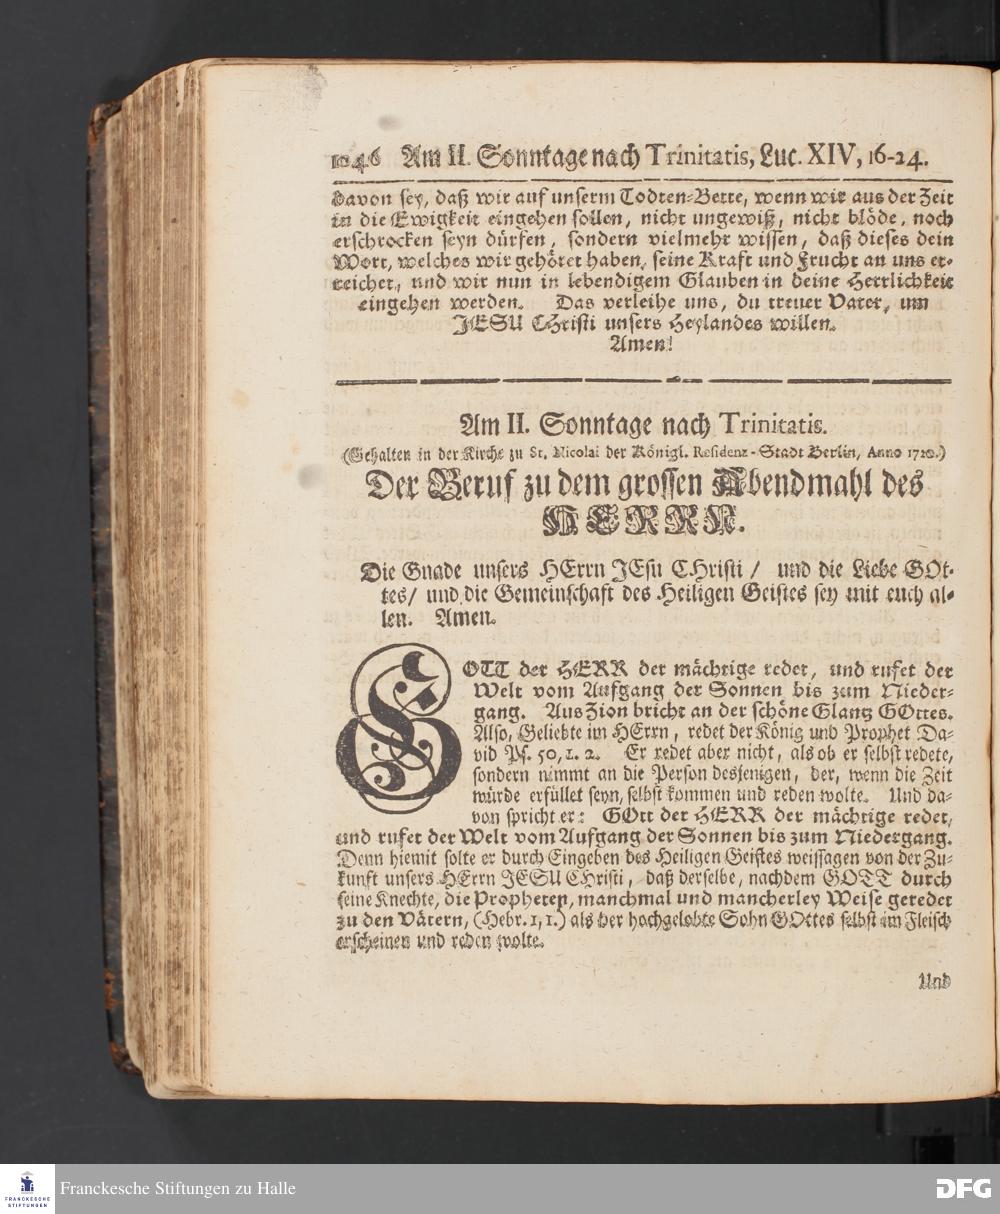 1046 Am II. Sonntage nach Trinitatis, Luc. XIV, 16-24.
davon sey, daß wir auf unserm Todten-Bette, wenn wir aus der Zeit
in die Ewigkeit eingehen sollen, nicht ungewiß, nicht blöde, noch
erschrocken seyn dürfen, sondern vielmehr wissen, daß dieses dein
Wort, welches wir gehöret haben, seine Kraft und Frucht an uns er-
reichet, und wir nun in lebendigem Glauben in deine Herrlichkeit
eingehen werden. Das verleihe uns, du treuer Vater, um
JESU CHristi unsers Heylandes willen.
Amen!
Am II. Sonntage nach Trinitatis.
(Gehalten in der Kirche zu St. Nicolai der Königl. Residenz-Stadt Berlin, Anno 1720.)
Der Beruf zu dem grossen Abendmahl des
HERRN.
Die Gnade unsers HErrn JEsu CHristi / und die Liebe GOt-
tes / und die Gemeinschaft des Heiligen Geistes sey mit euch al-
len. Amen.
GOTT der HERR der mächtige redet, und rufet der
Welt vom Aufgang der Sonnen bis zum Nieder-
gang. Aus Zion bricht an der schöne Glantz GOttes.
Also, Geliebte im HErrn, redet der König und Prophet Da-
vid Ps. 50, 1. 2. Er redet aber nicht, als ob er selbst redete,
sondern nimmt an die Person desjenigen, der, wenn die Zeit
würde erfüllet seyn, selbst kommen und reden wolte. Und da-
von spricht er: GOtt der HERR der mächtige redet,
und rufet der Welt vom Aufgang der Sonnen bis zum Niedergang.
Denn hiemit solte er durch Eingeben des Heiligen Geistes weissagen von der Zu-
kunft unsers HErrn JESU CHristi, daß derselbe, nachdem GOTT durch
seine Knechte, die Propheten, manchmal und mancherley Weise geredet
zu den Vätern, (Hebr. 1, 1.) als der hochgelobte Sohn GOttes selbst im Fleisch
erscheinen und reden wolte.
Und
FRANCKESCHE
STIFTUNGEN
Franckesche Stiftungen zu Halle
DFG